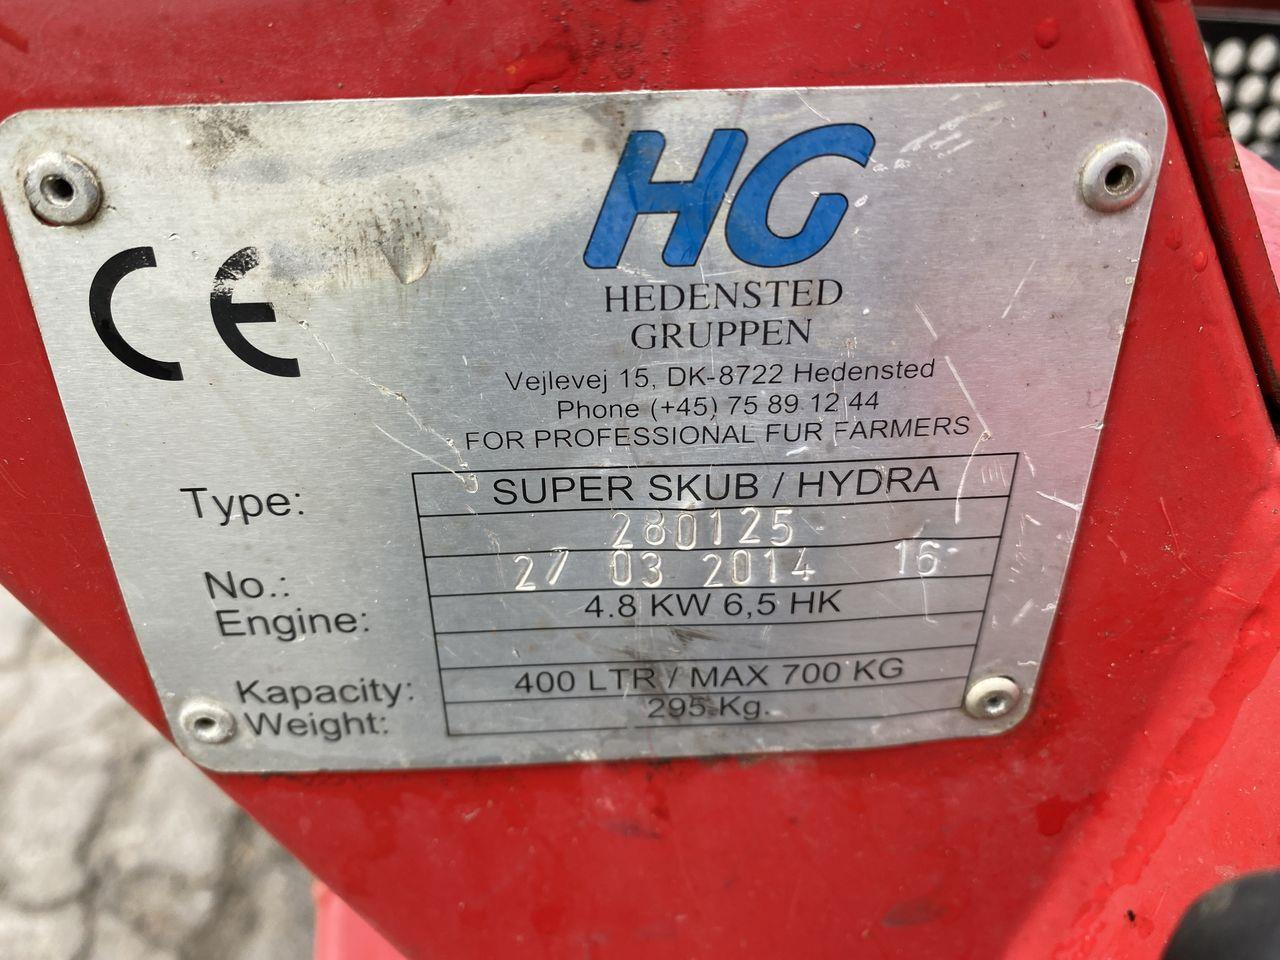 CE
HG
HEDENSTED
GRUPPEN
Vejlevej 15, DK-8722 Hedensted
Phone (+45) 75 89 12 44
FOR PROFESSIONAL FUR FARMERS
Type: SUPER SKUB / HYDRA
280125
No.: 27 03 2014 16
Engine: 4.8 KW 6,5 HK
Kapacity: 400 LTR / MAX 700 KG
Weight: 295 Kg.